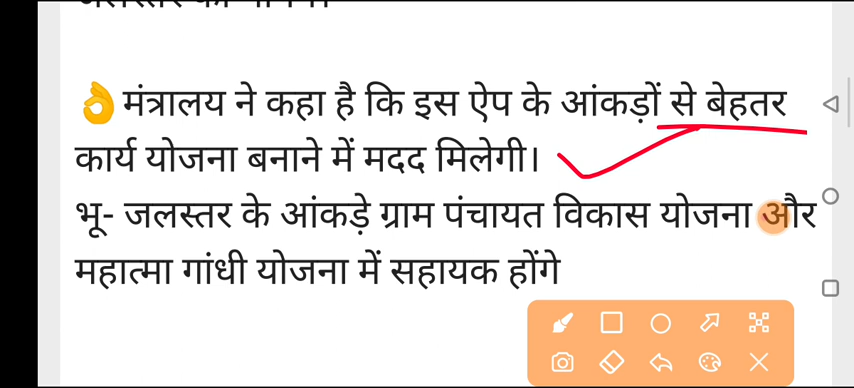 👌मंत्रालय ने कहा है कि इस ऐप के आंकड़ों से बेहतर
कार्य योजना बनाने में मदद मिलेगी।
भू- जलस्तर के आंकड़े ग्राम पंचायत विकास योजना और
महात्मा गांधी योजना में सहायक होंगे